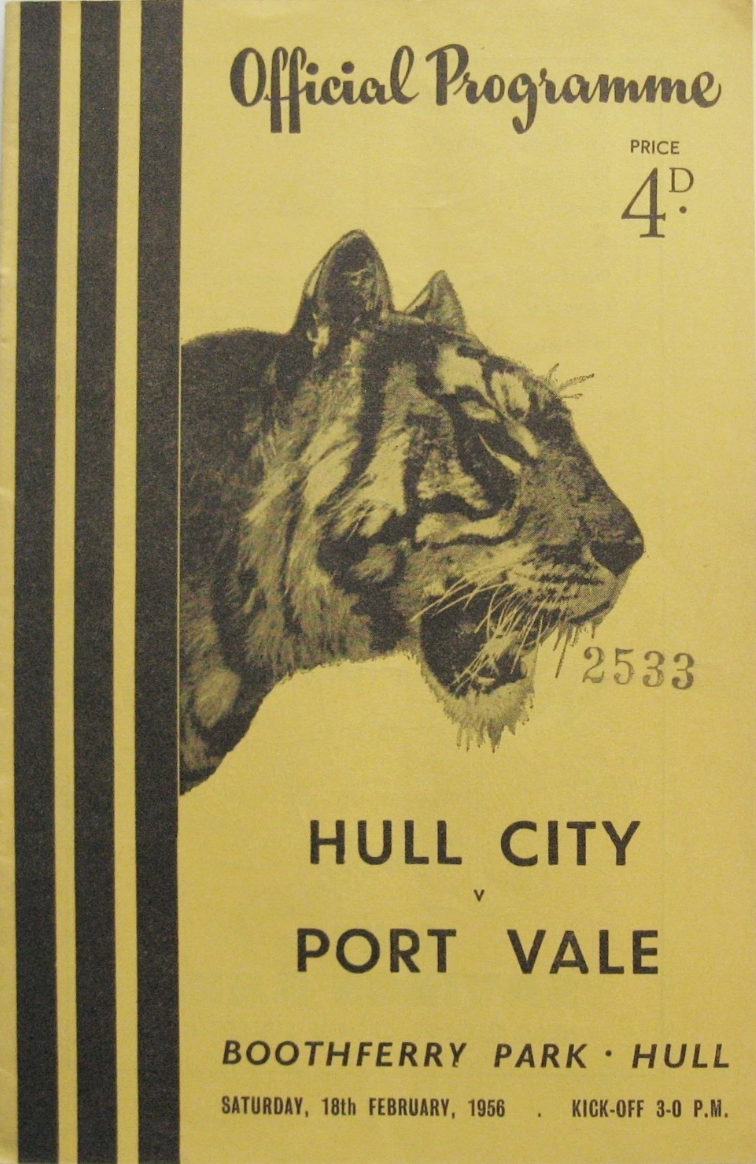 Official Programme
PRICE
4D.
2533
HULL CITY
v
PORT VALE
BOOTHFERRY PARK · HULL
SATURDAY, 18th FEBRUARY, 1956 . KICK-OFF 3-0 P.M.